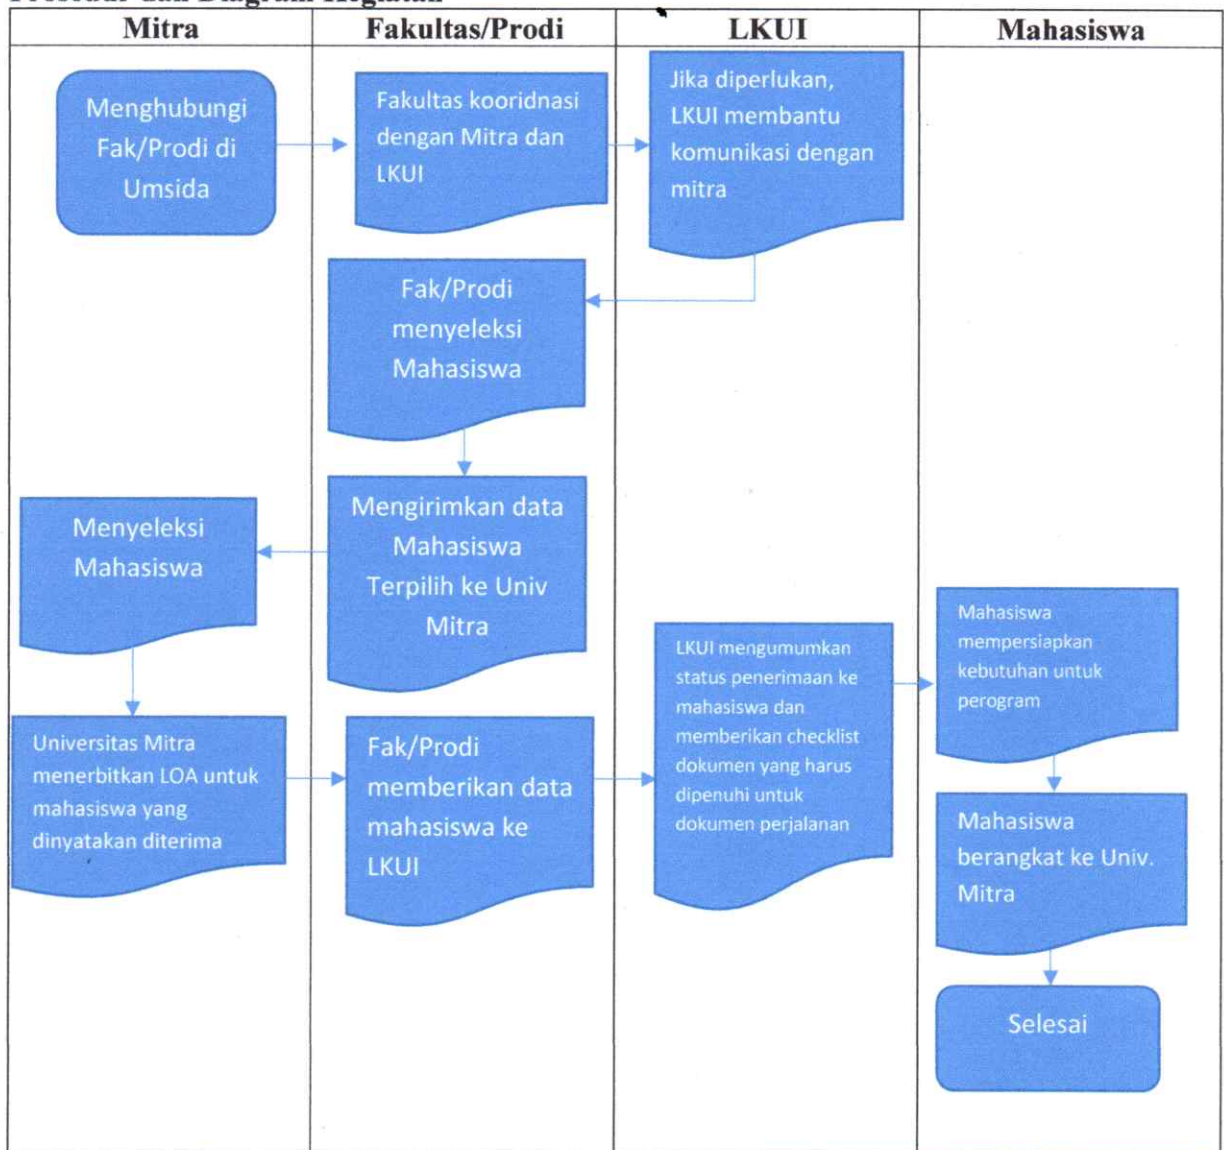 Prosedur dan Diagram Kegiatan
Mitra
Fakultas/Prodi
LKUI
Mahasiswa
Menghubungi
Fak/Prodi di
Umsida
Fakultas kooridnasi
dengan Mitra dan
LKUI
Jika diperlukan,
LKUI membantu
komunikasi dengan
mitra
Fak/Prodi
menyeleksi
Mahasiswa
Mengirimkan data
Mahasiswa
Terpilih ke Univ
Mitra
Menyeleksi
Mahasiswa
Universitas Mitra
menerbitkan LOA untuk
mahasiswa yang
dinyatakan diterima
Fak/Prodi
memberikan data
mahasiswa ke
LKUI
LKUI mengumumkan
status penerimaan ke
mahasiswa dan
memberikan checklist
dokumen yang harus
dipenuhi untuk
dokumen perjalanan
Mahasiswa
mempersiapkan
kebutuhan untuk
perogram
Mahasiswa
berangkat ke Univ.
Mitra
Selesai